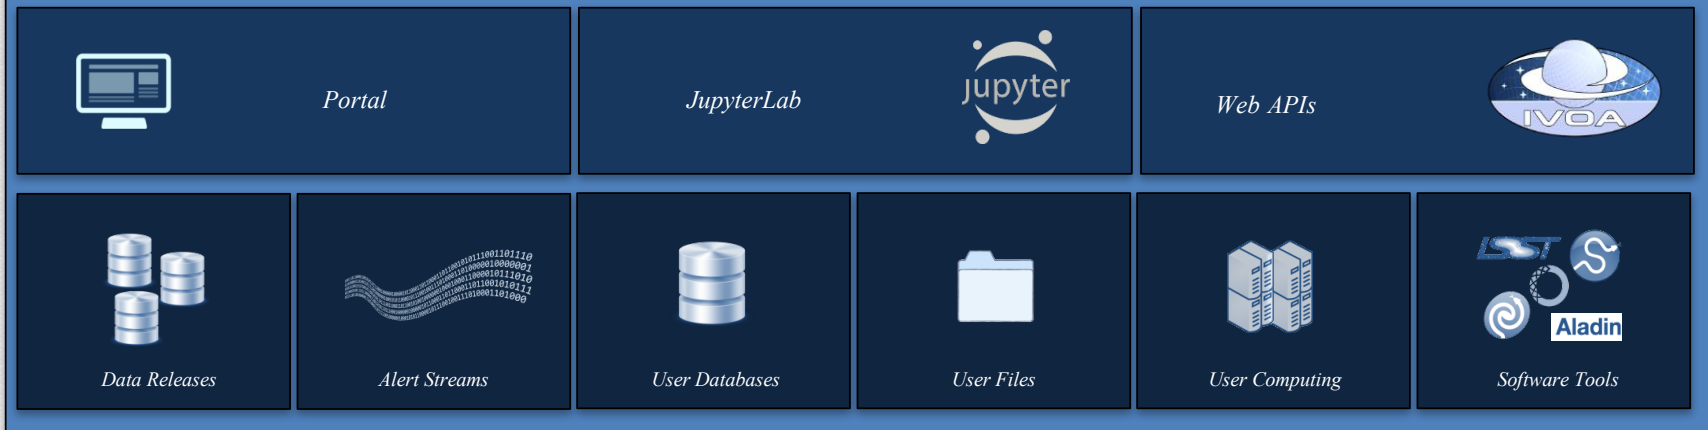 Portal
JupyterLab
jupyter
Web APIs
IVOA
Data Releases
Alert Streams
User Databases
User Files
User Computing
LSST
Aladin
Software Tools